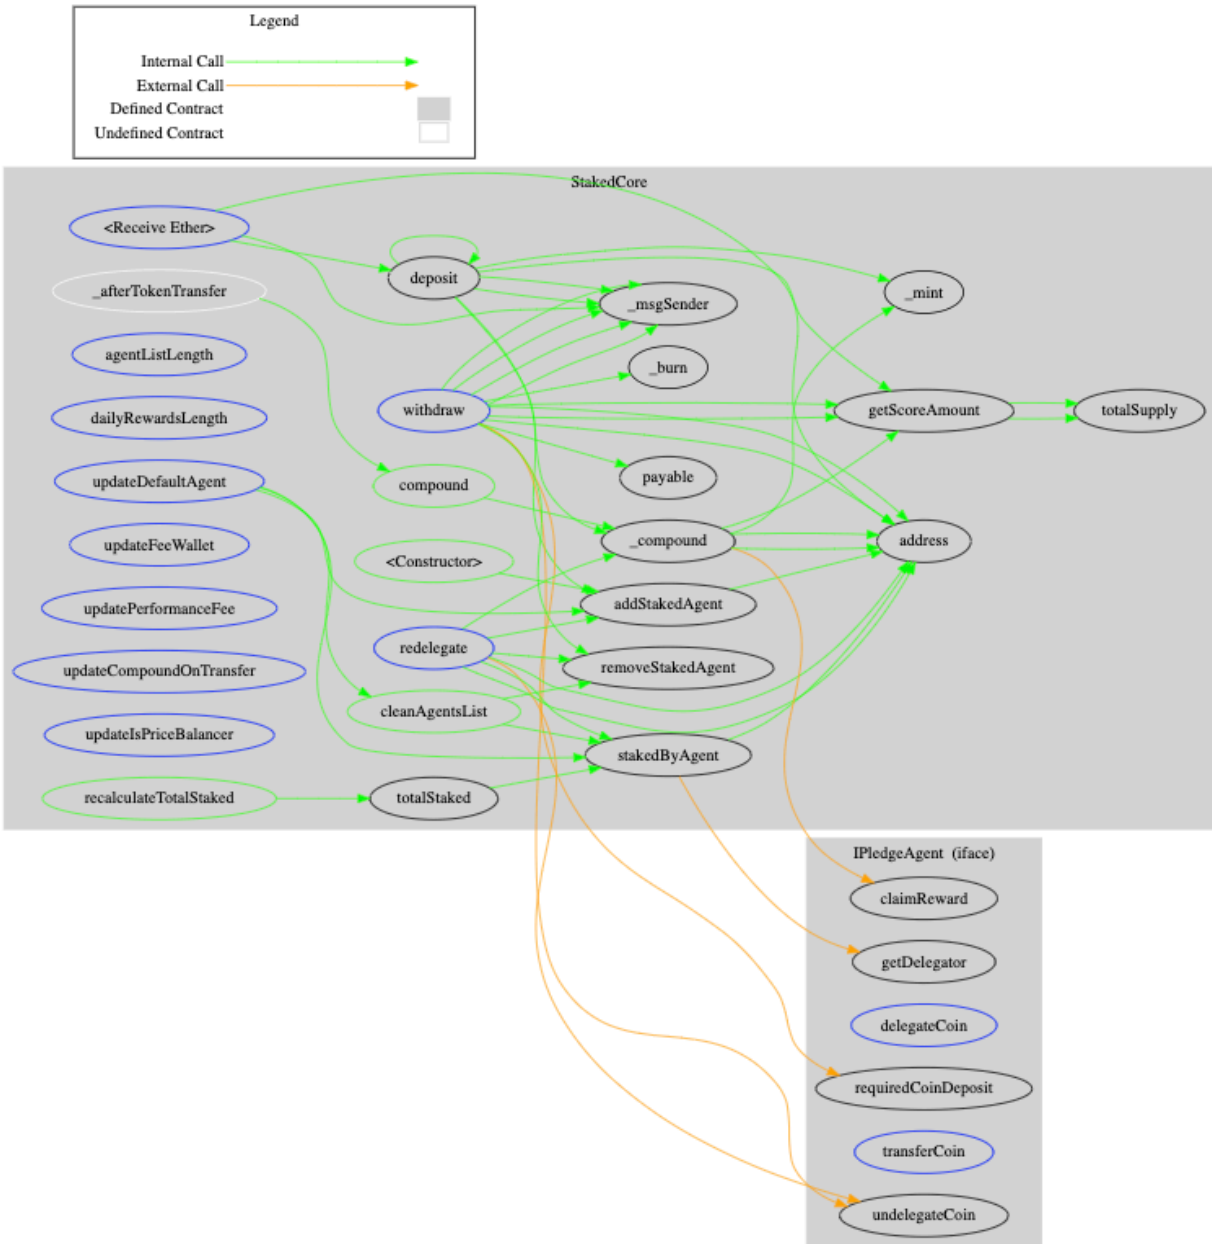 Legend
Internal Call
External Call
Defined Contract
Undefined Contract
StakedCore
<Receive Ether>
_afterTokenTransfer
agentListLength
dailyRewardsLength
updateDefaultAgent
updateFeeWallet
updatePerformanceFee
updateCompoundOnTransfer
updateIsPriceBalancer
recalculateTotalStaked
deposit
withdraw
compound
<Constructor>
redelegate
cleanAgentsList
totalStaked
_msgSender
_burn
payable
_compound
addStakedAgent
removeStakedAgent
stakedByAgent
_mint
getScoreAmount
address
totalSupply
IPledgeAgent (iface)
claimReward
getDelegator
delegateCoin
requiredCoinDeposit
transferCoin
undelegateCoin